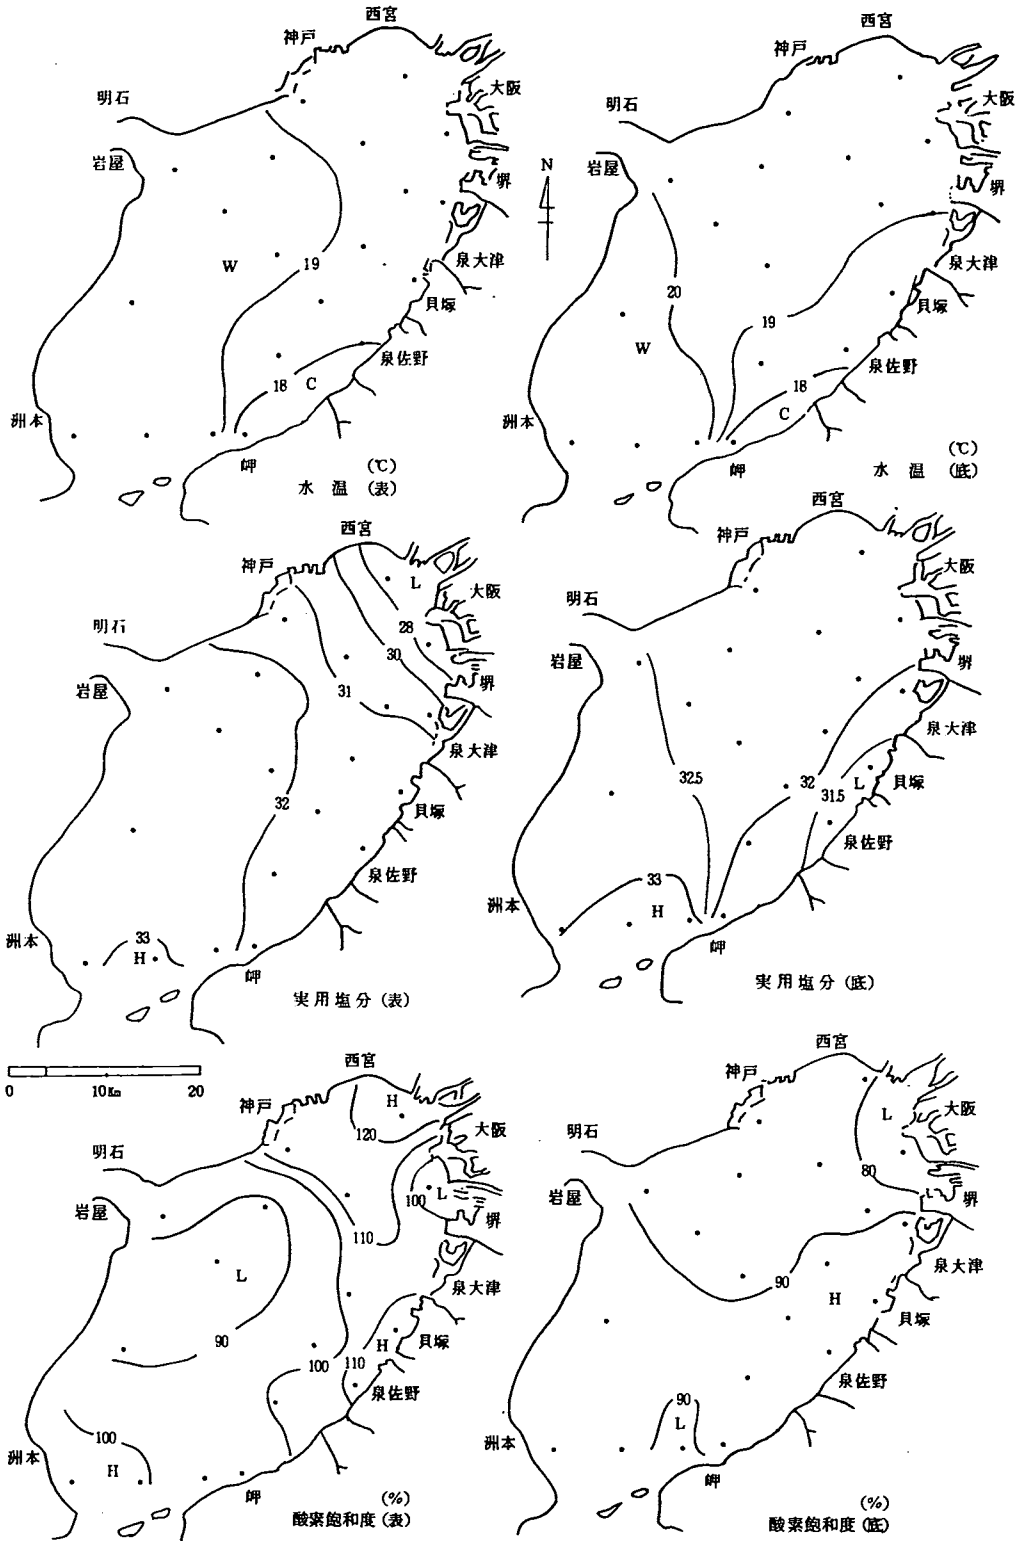 西宮
神戸
明石
大阪
岩屋
堺
N
泉大津
W
19
貝塚
泉佐野
18
C
洲本
岬
(℃)
水温(表)
西宮
神戸
明石
大阪
岩屋
堺
泉大津
20
貝塚
19
W
泉佐野
18
C
洲本
岬
(℃)
水温(底)
西宮
神戸
L
大阪
明石
28
30
岩屋
31
堺
泉大津
32
貝塚
泉佐野
洲本
33
H
岬
実用塩分(表)
西宮
神戸
大阪
明石
岩屋
堺
泉大津
32.5
32
L
貝塚
31.5
泉佐野
33
洲本
H
岬
実用塩分(底)
0 10Km 20
西宮
神戸
H
120
大阪
明石
岩屋
100
L
堺
110
泉大津
L
90
H
貝塚
100
110
泉佐野
100
洲本
H
岬
(%)
酸素飽和度(表)
西宮
神戸
L
大阪
明石
80
岩屋
堺
泉大津
90
H
貝塚
泉佐野
90
L
洲本
岬
(%)
酸素飽和度(底)